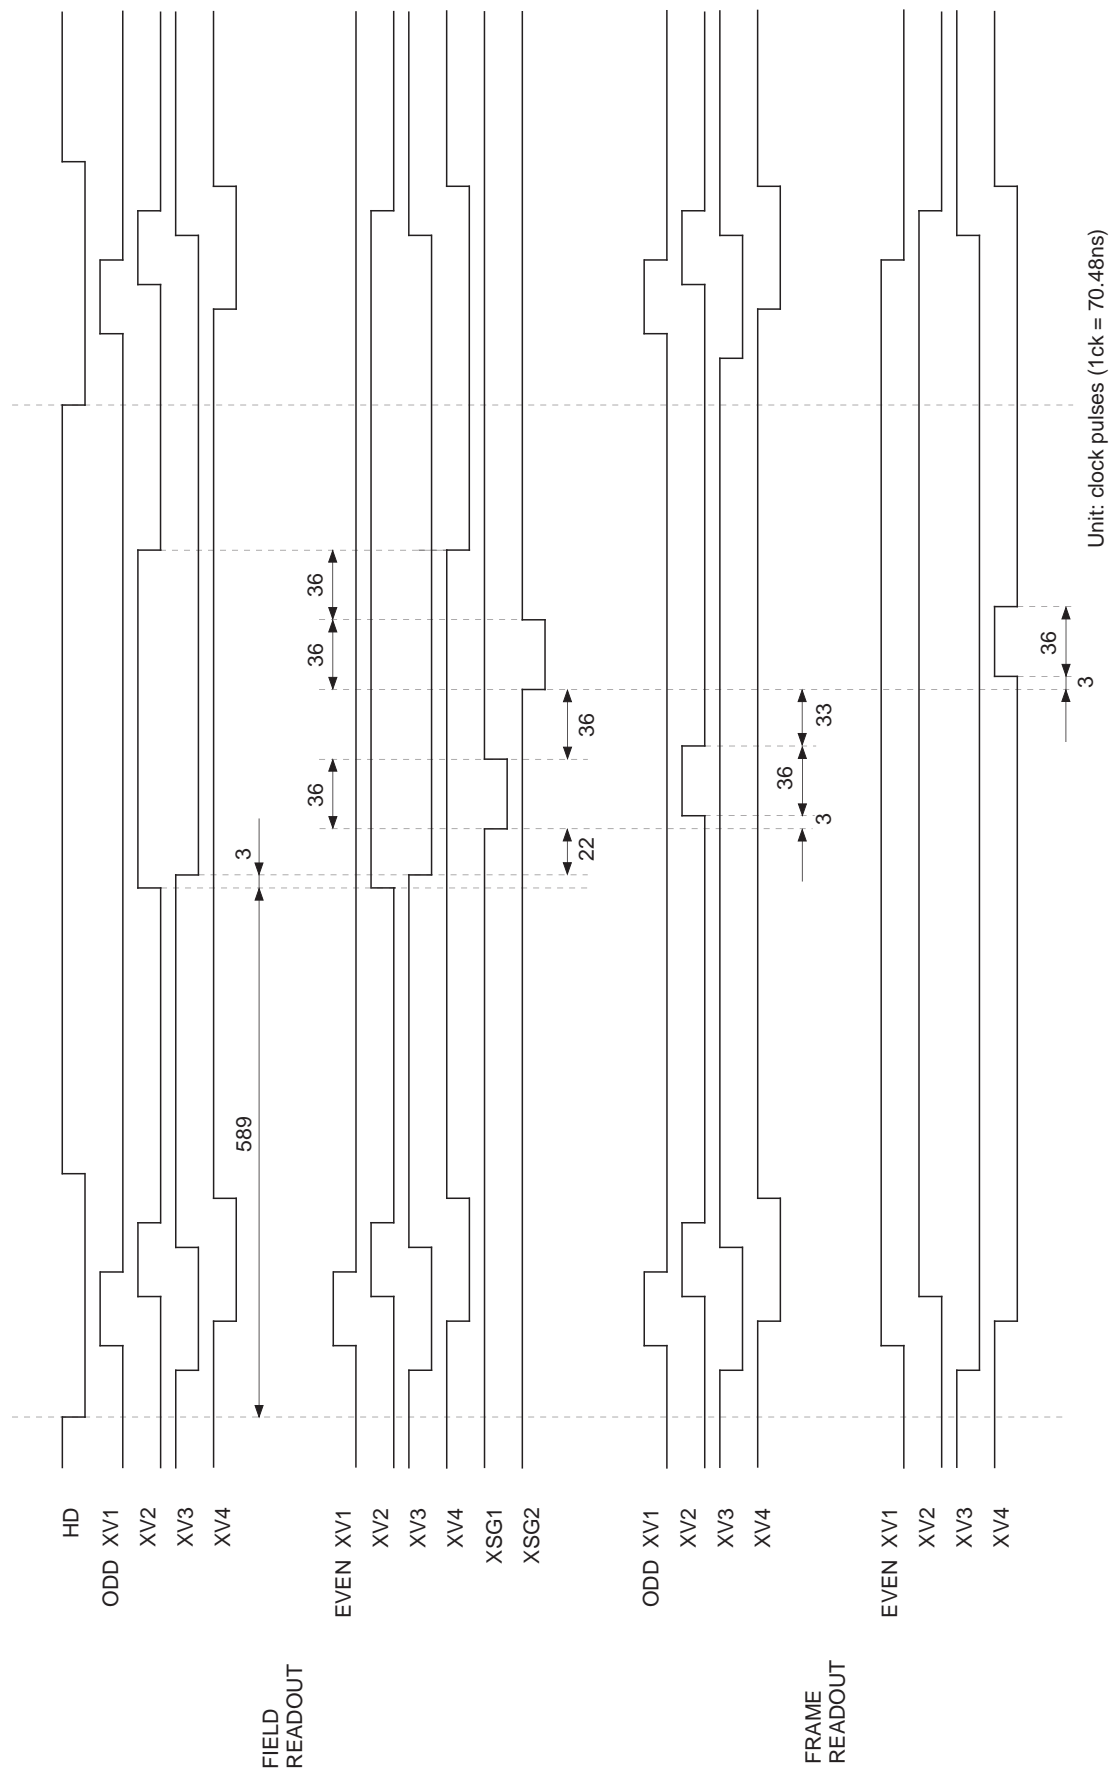 FIELD
READOUT
HD
ODD XV1
XV2
XV3
XV4
589
3
EVEN XV1
XV2
XV3
XV4
XSG1
XSG2
36
36
36
22
36
FRAME
READOUT
ODD XV1
XV2
XV3
XV4
3
36
33
EVEN XV1
XV2
XV3
XV4
3
36
Unit: clock pulses (1ck = 70.48ns)